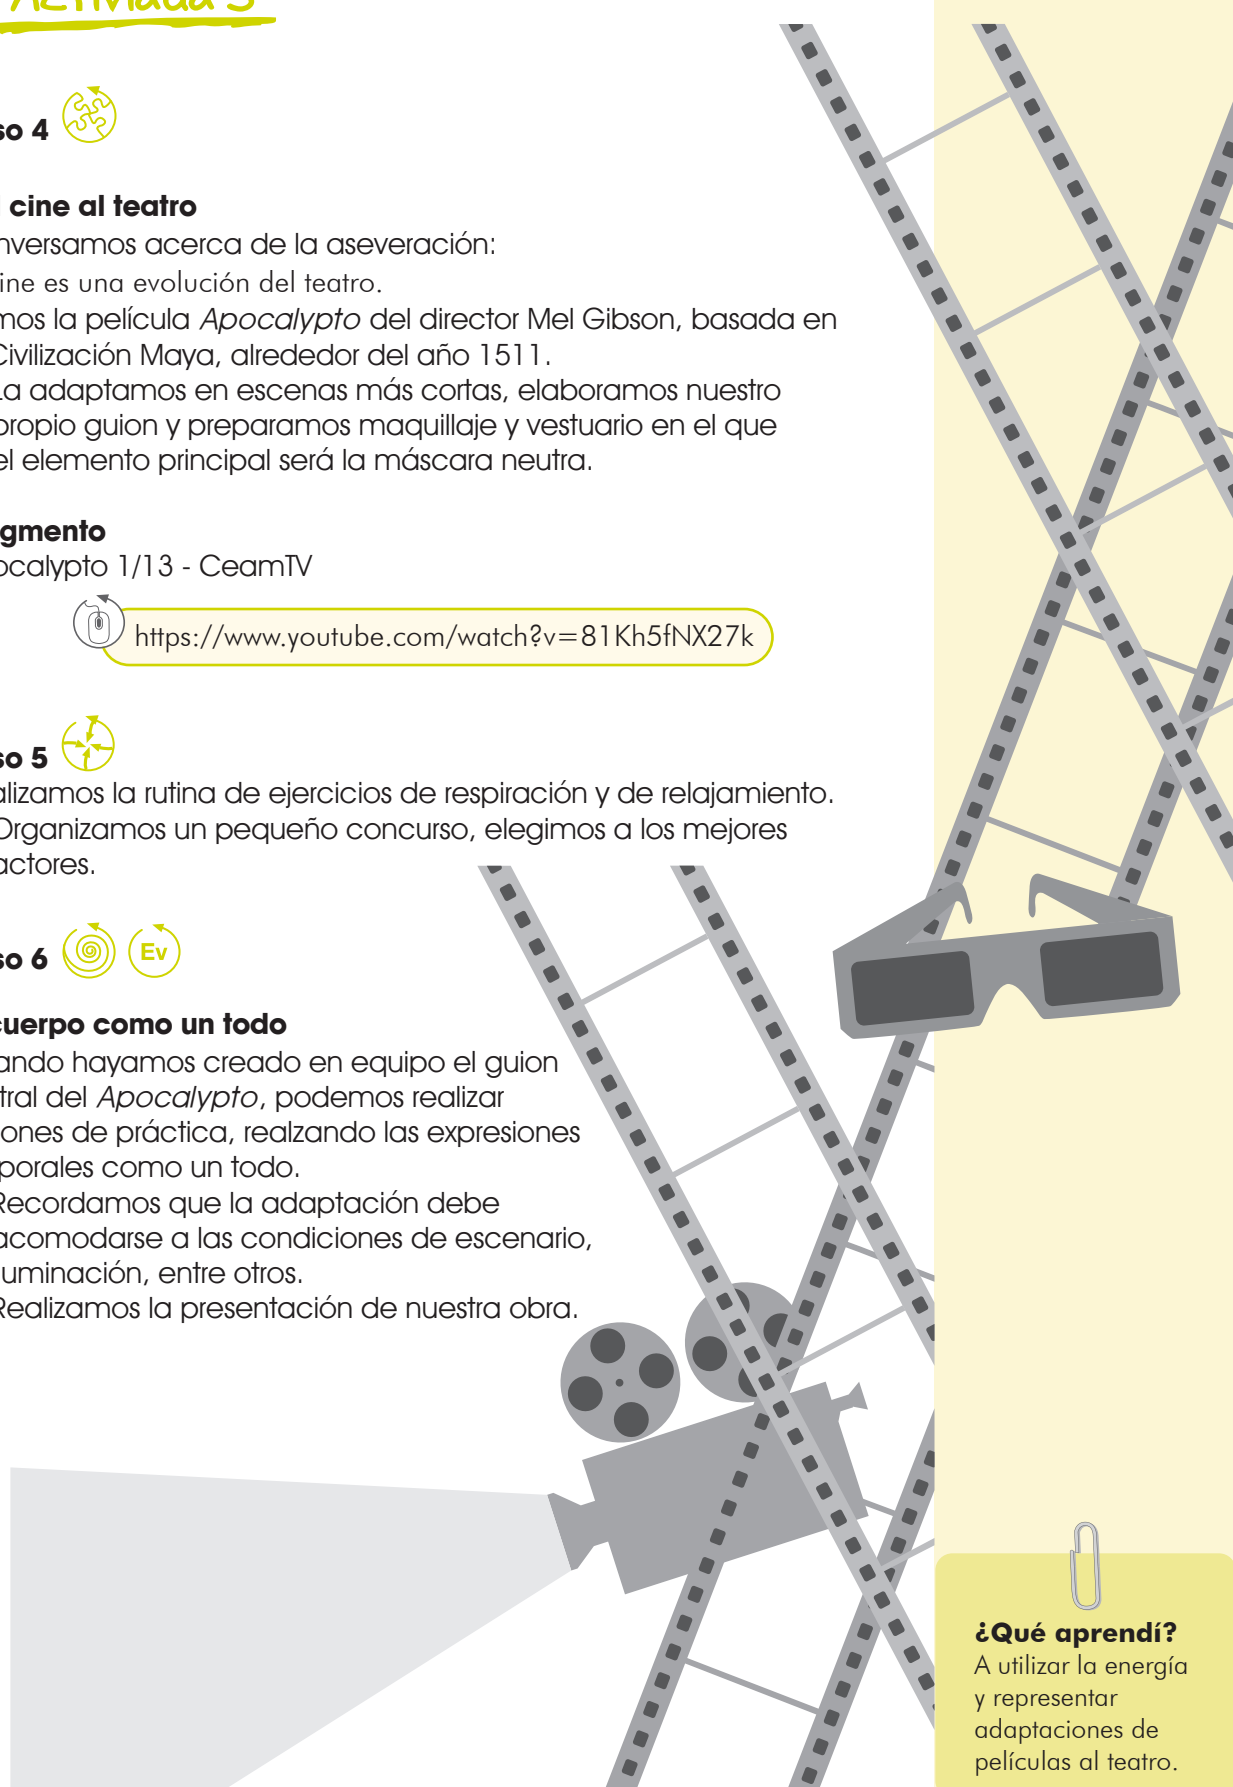 Actividad 3
so 4
cine al teatro
nversamos acerca de la aseveración:
ine es una evolución del teatro.
mos la película Apocalypto del director Mel Gibson, basada en
Civilización Maya, alrededor del año 1511.
La adaptamos en escenas más cortas, elaboramos nuestro
propio guion y preparamos maquillaje y vestuario en el que
el elemento principal será la máscara neutra.
gmento
ocalypto 1/13 - CeamTV
https://www.youtube.com/watch?v=81Kh5fNX27k
so 5
alizamos la rutina de ejercicios de respiración y de relajamiento.
Organizamos un pequeño concurso, elegimos a los mejores
actores.
so 6
Ev
cuerpo como un todo
ando hayamos creado en equipo el guion
tral del Apocalypto, podemos realizar
iones de práctica, realzando las expresiones
porales como un todo.
Recordamos que la adaptación debe
acomodarse a las condiciones de escenario,
luminación, entre otros.
Realizamos la presentación de nuestra obra.
¿Qué aprendí?
A utilizar la energía
y representar
adaptaciones de
películas al teatro.